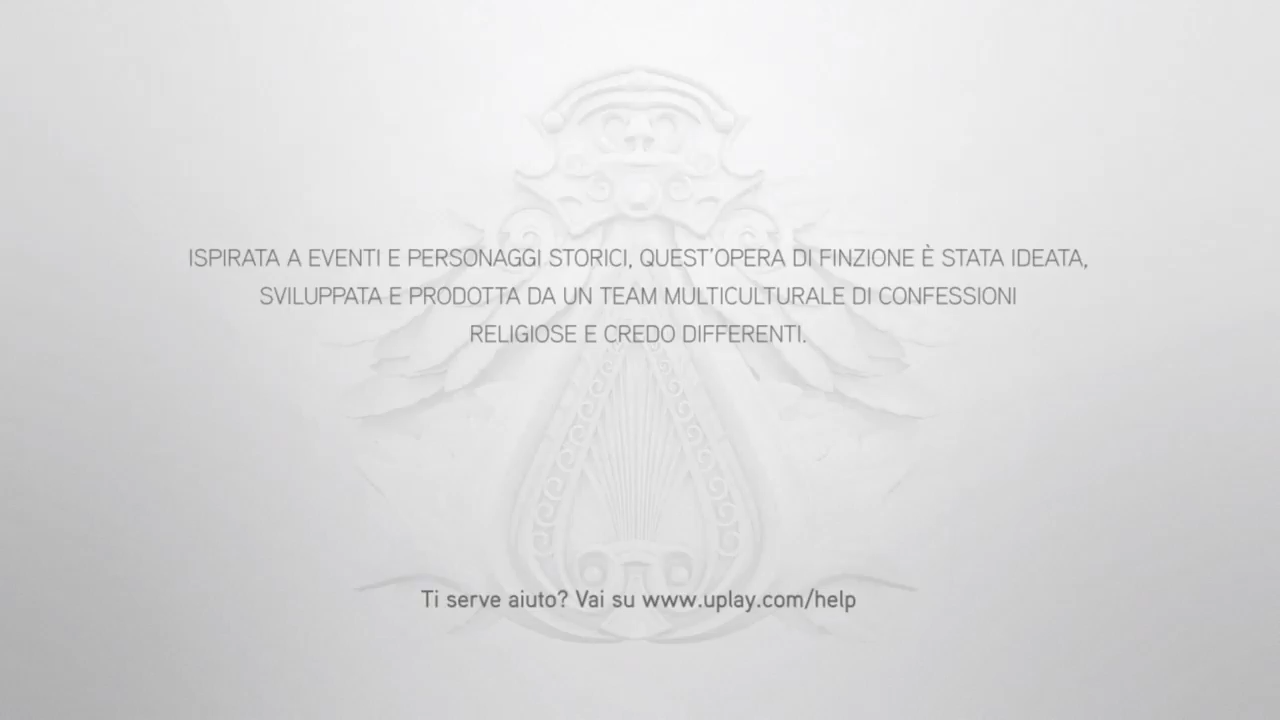 ISPIRATA A EVENTI E PERSONAGGI STORICI, QUEST'OPERA DI FINZIONE È STATA IDEATA,
SVILUPPATA E PRODOTTA DA UN TEAM MULTICULTURALE DI CONFESSIONI
RELIGIOSE E CREDO DIFFERENTI.
Ti serve aiuto? Vai su www.uplay.com/help